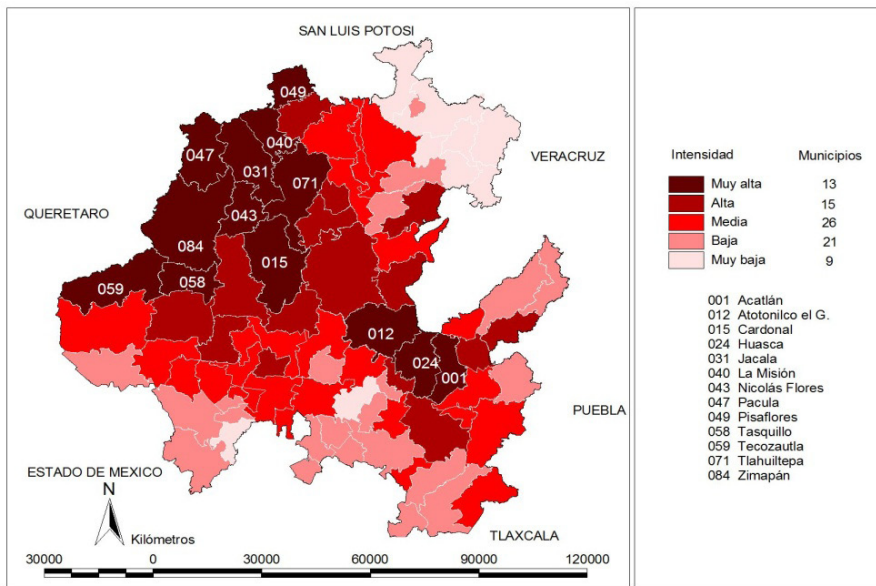 SAN LUIS POTOSI
049
047
040
031
071
VERACRUZ
QUERETARO
043
084
015
058
059
012
024
001
PUEBLA
ESTADO DE MEXICO
TLAXCALA
N
Kilómetros
30000 0 30000 60000 90000 120000
Intensidad Municipios
Muy alta 13
Alta 15
Media 26
Baja 21
Muy baja 9
001 Acatlán
012 Atotonilco el G.
015 Cardonal
024 Huasca
031 Jacala
040 La Misión
043 Nicolás Flores
047 Pacula
049 Pisaflores
058 Tasquillo
059 Tecozautla
071 Tlahuiltepa
084 Zimapán